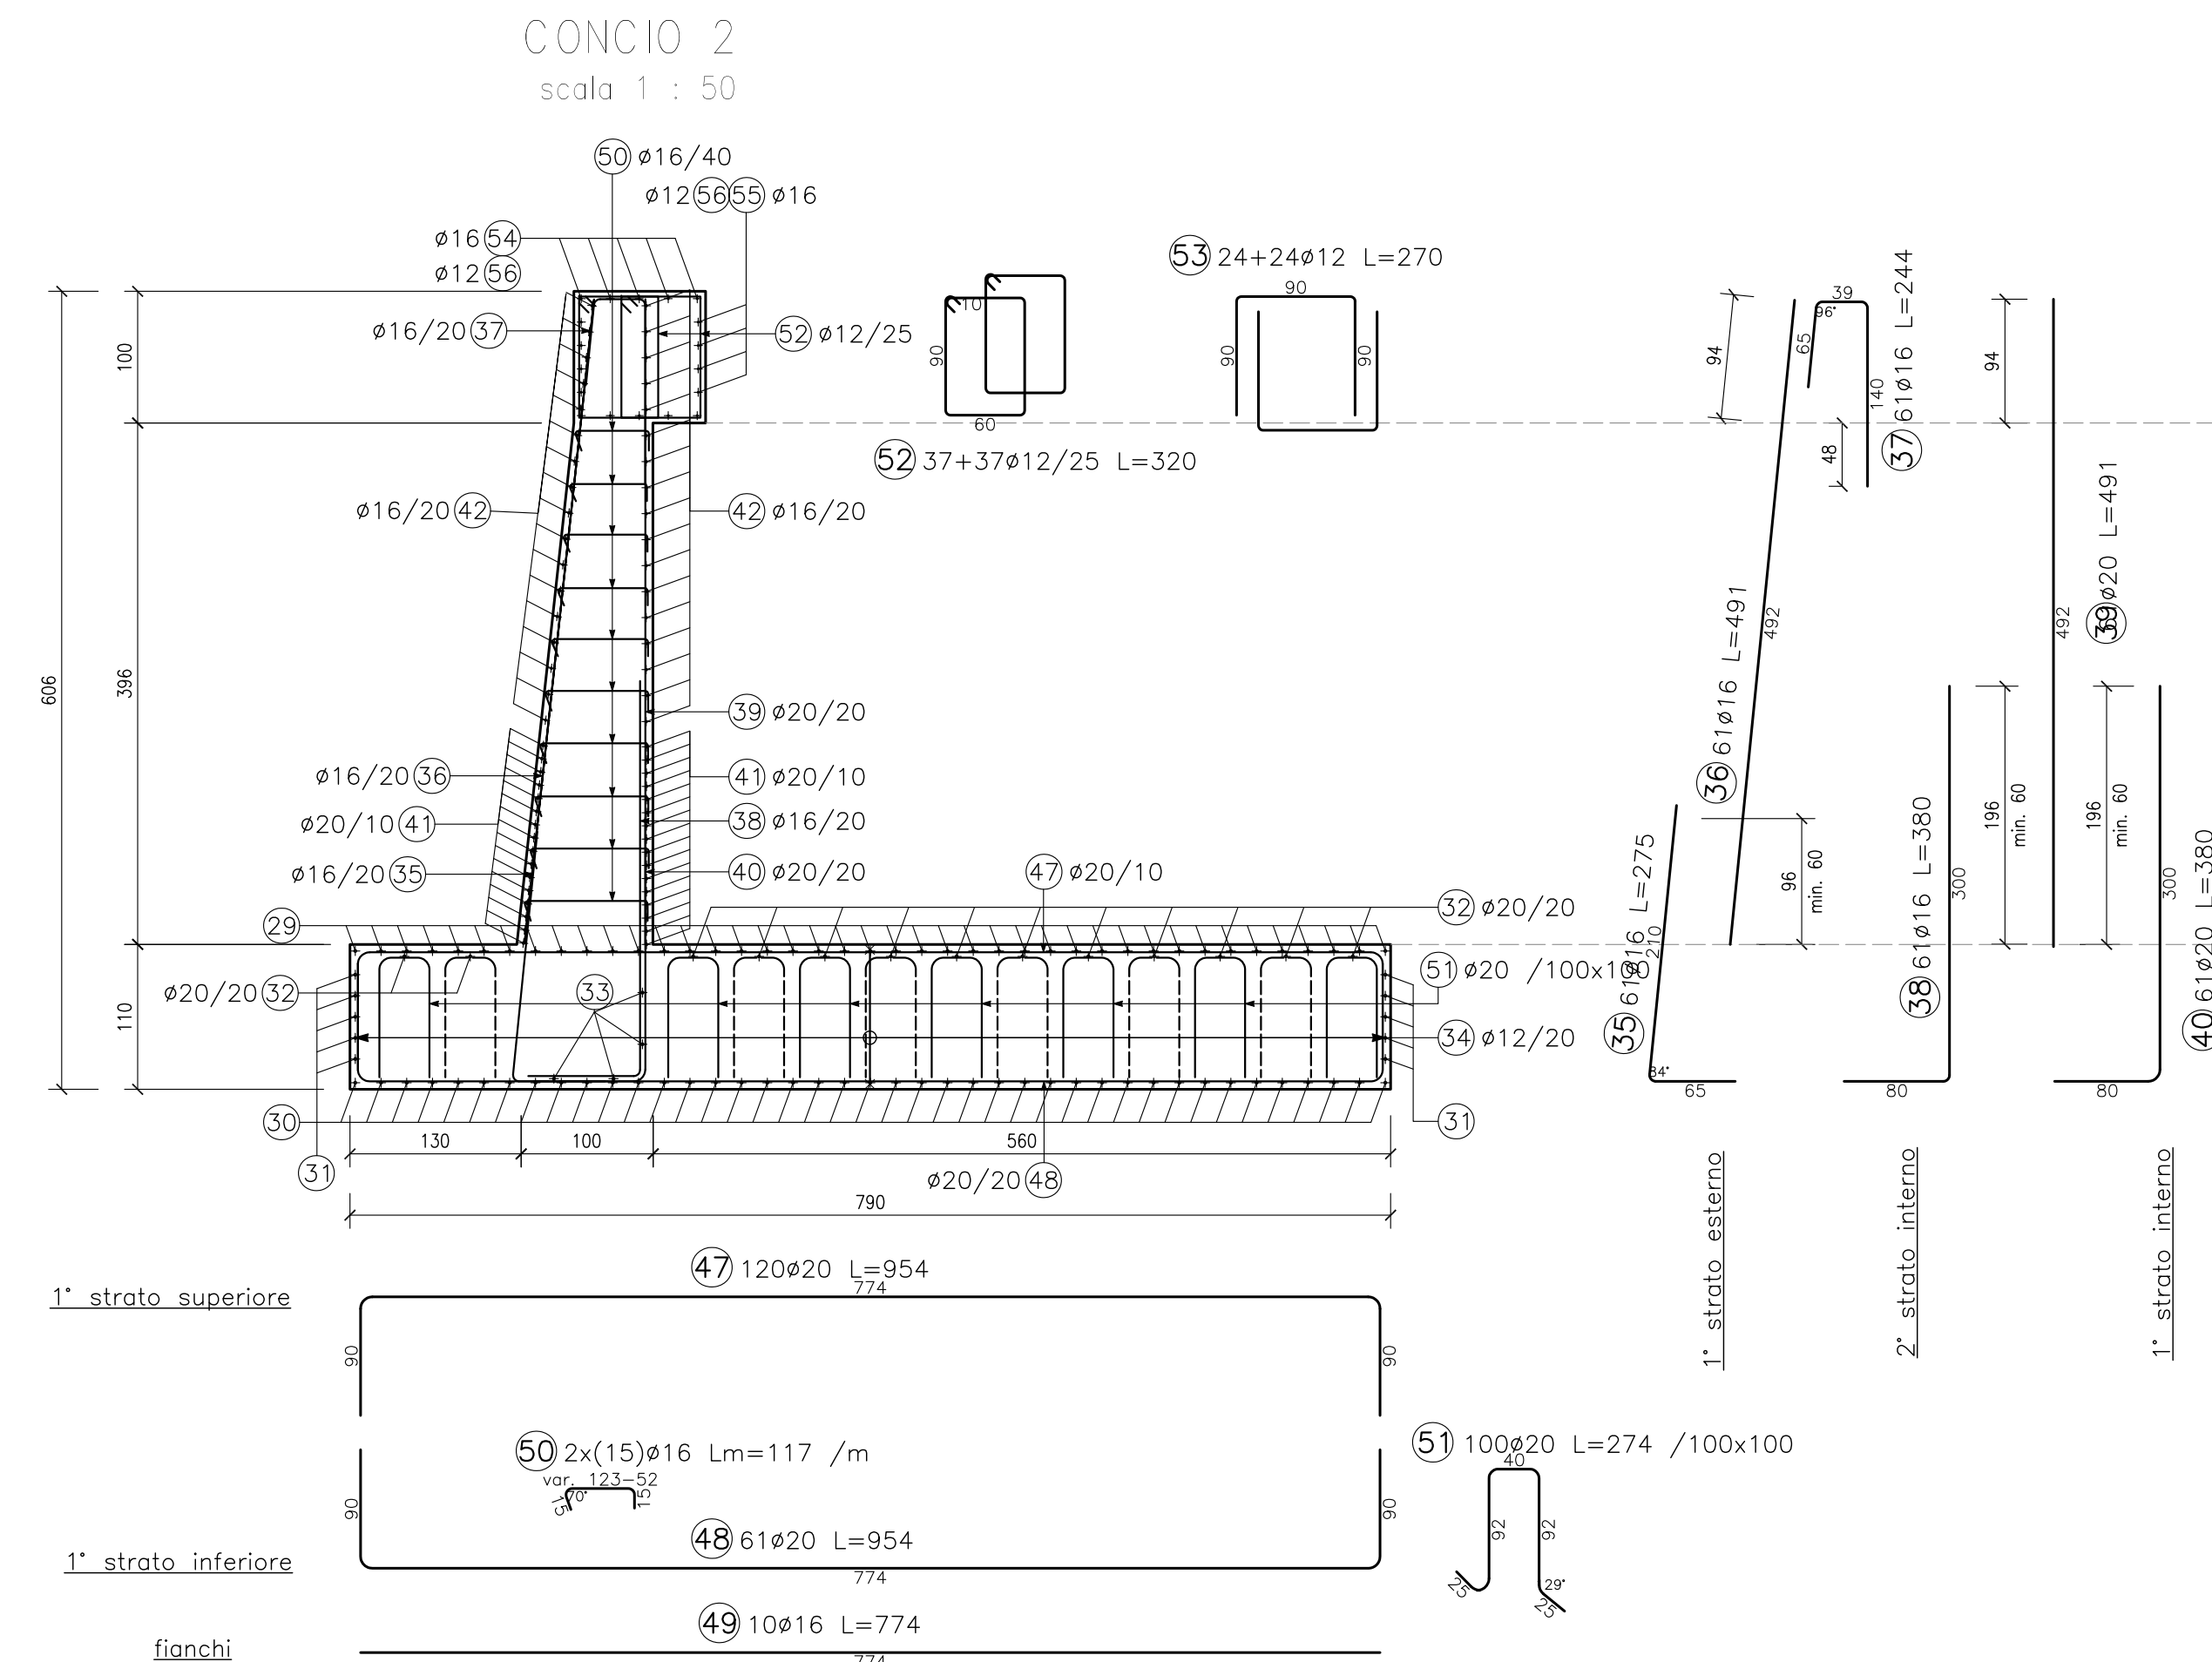 CONCIO 2
scala 1 : 50
50 ø16/40
ø12 56 55 ø16
ø16 54
ø12 56
ø16/20 37
52 ø12/25
ø16/20 42
42 ø16/20
39 ø20/20
ø16/20 36
41 ø20/10
ø20/10 41
38 ø16/20
ø16/20 35
40 ø20/20
47 ø20/10
29
32 ø20/20
ø20/20 32
33
51 ø20 /100x100
34 ø12/20
30
31
31
ø20/20 48
606
100
396
110
130
100
560
790
10
90
60
52 37+37ø12/25 L=320
53 24+24ø12 L=270
90
90
90
94
65
96°
39
140
48
37 61ø16 L=244
36 61ø16 L=491
492
96
min. 60
35 61ø16 L=275
210
84°
65
1° strato esterno
38 61ø16 L=380
300
80
2° strato interno
94
196
min. 60
39 61ø20 L=491
492
196
min. 60
40 61ø20 L=380
300
80
1° strato interno
47 120ø20 L=954
774
1° strato superiore
90
90
50 2x(15)ø16 Lm=117 /m
var. 123-52
15
70°
15
90
90
48 61ø20 L=954
774
1° strato inferiore
51 100ø20 L=274 /100x100
40
92
92
25
29°
25
49 10ø16 L=774
774
fianchi